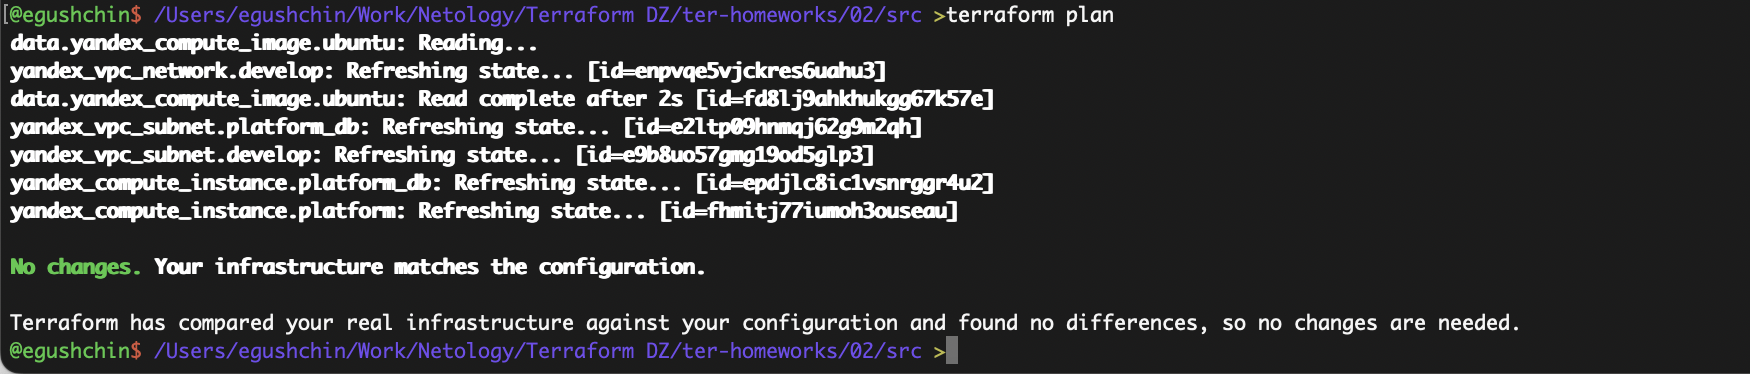 [@egushchin$ /Users/egushchin/Work/Netology/Terraform DZ/ter-homeworks/02/src >terraform plan
data.yandex_compute_image.ubuntu: Reading...
yandex_vpc_network.develop: Refreshing state... [id=enpvqe5vjckres6uahu3]
data.yandex_compute_image.ubuntu: Read complete after 2s [id=fd8lj9ahkhukgg67k57e]
yandex_vpc_subnet.platform_db: Refreshing state... [id=e2ltp09hnmqj62g9m2qh]
yandex_vpc_subnet.develop: Refreshing state... [id=e9b8uo57gmg19od5glp3]
yandex_compute_instance.platform_db: Refreshing state... [id=epdjlc8ic1vsnrggr4u2]
yandex_compute_instance.platform: Refreshing state... [id=fhmitj77iumoh3ouseau]
No changes. Your infrastructure matches the configuration.
Terraform has compared your real infrastructure against your configuration and found no differences, so no changes are needed.
@egushchin$ /Users/egushchin/Work/Netology/Terraform DZ/ter-homeworks/02/src >